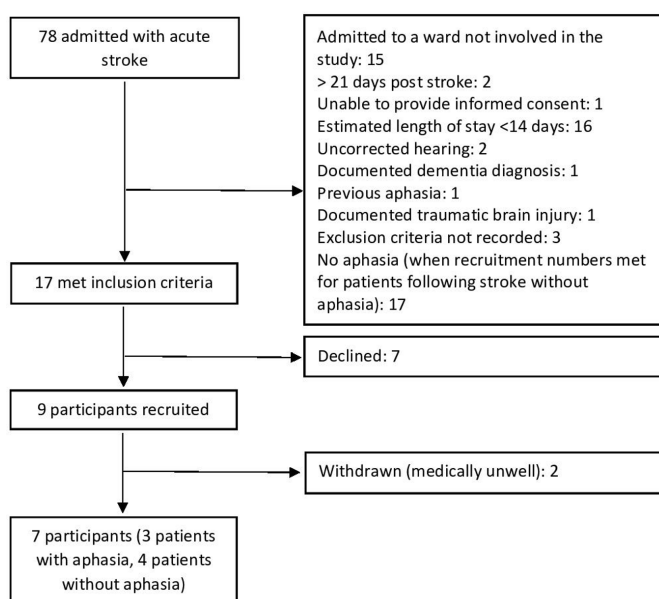 78 admitted with acute
stroke
Admitted to a ward not involved in the
study: 15
> 21 days post stroke: 2
Unable to provide informed consent: 1
Estimated length of stay <14 days: 16
Uncorrected hearing: 2
Documented dementia diagnosis: 1
Previous aphasia: 1
Documented traumatic brain injury: 1
Exclusion criteria not recorded: 3
No aphasia (when recruitment numbers met
for patients following stroke without
aphasia): 17
17 met inclusion criteria
Declined: 7
9 participants recruited
Withdrawn (medically unwell): 2
7 participants (3 patients
with aphasia, 4 patients
without aphasia)